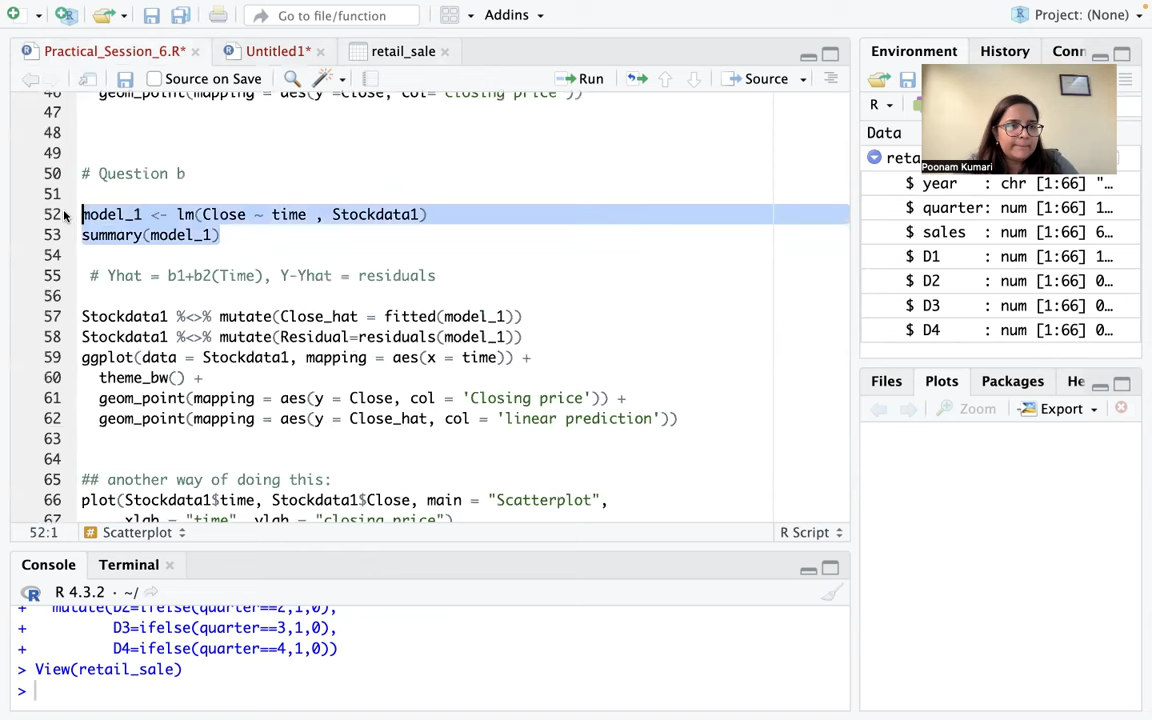 Go to file/function
Addins
Project: (None)
Practical_Session_6.R*
Untitled1*
retail_sale
Source on Save
Run
Source
46 geom_point(mapping = aes(y =Close, col='Closing price'))
47
48
49
50 # Question b
51
52 model_1 <- lm(Close ~ time , Stockdata1)
53 summary(model_1)
54
55 # Yhat = b1+b2(Time), Y-Yhat = residuals
56
57 Stockdata1 %<>% mutate(Close_hat = fitted(model_1))
58 Stockdata1 %<>% mutate(Residual=residuals(model_1))
59 ggplot(data = Stockdata1, mapping = aes(x = time)) +
60 theme_bw() +
61 geom_point(mapping = aes(y = Close, col = 'Closing price')) +
62 geom_point(mapping = aes(y = Close_hat, col = 'linear prediction'))
63
64
65 ## another way of doing this:
66 plot(Stockdata1$time, Stockdata1$Close, main = "Scatterplot",
67 xlab = "time", ylab = "closing price")
52:1 Scatterplot R Script
Console Terminal
R 4.3.2 · ~/
+ mutate(D2=ifelse(quarter==2,1,0),
+ D3=ifelse(quarter==3,1,0),
+ D4=ifelse(quarter==4,1,0))
> View(retail_sale)
>
Environment History Conn
R
Data
Poonam Kumari
reta
$ year : chr [1:66] "…
$ quarter: num [1:66] 1…
$ sales : num [1:66] 6…
$ D1 : num [1:66] 1…
$ D2 : num [1:66] 0…
$ D3 : num [1:66] 0…
$ D4 : num [1:66] 0…
Files Plots Packages He
Zoom Export